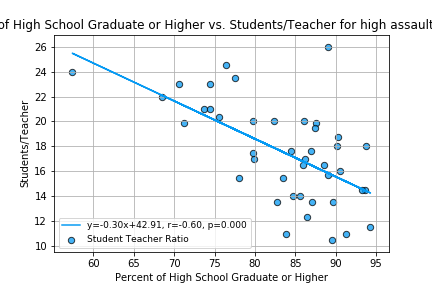 of High School Graduate or Higher vs. Students/Teacher for high assault
26
24
22
20
18
16
14
12
10
Students/Teacher
y=-0.30x+42.91, r=-0.60, p=0.000
Student Teacher Ratio
60 65 70 75 80 85 90 95
Percent of High School Graduate or Higher